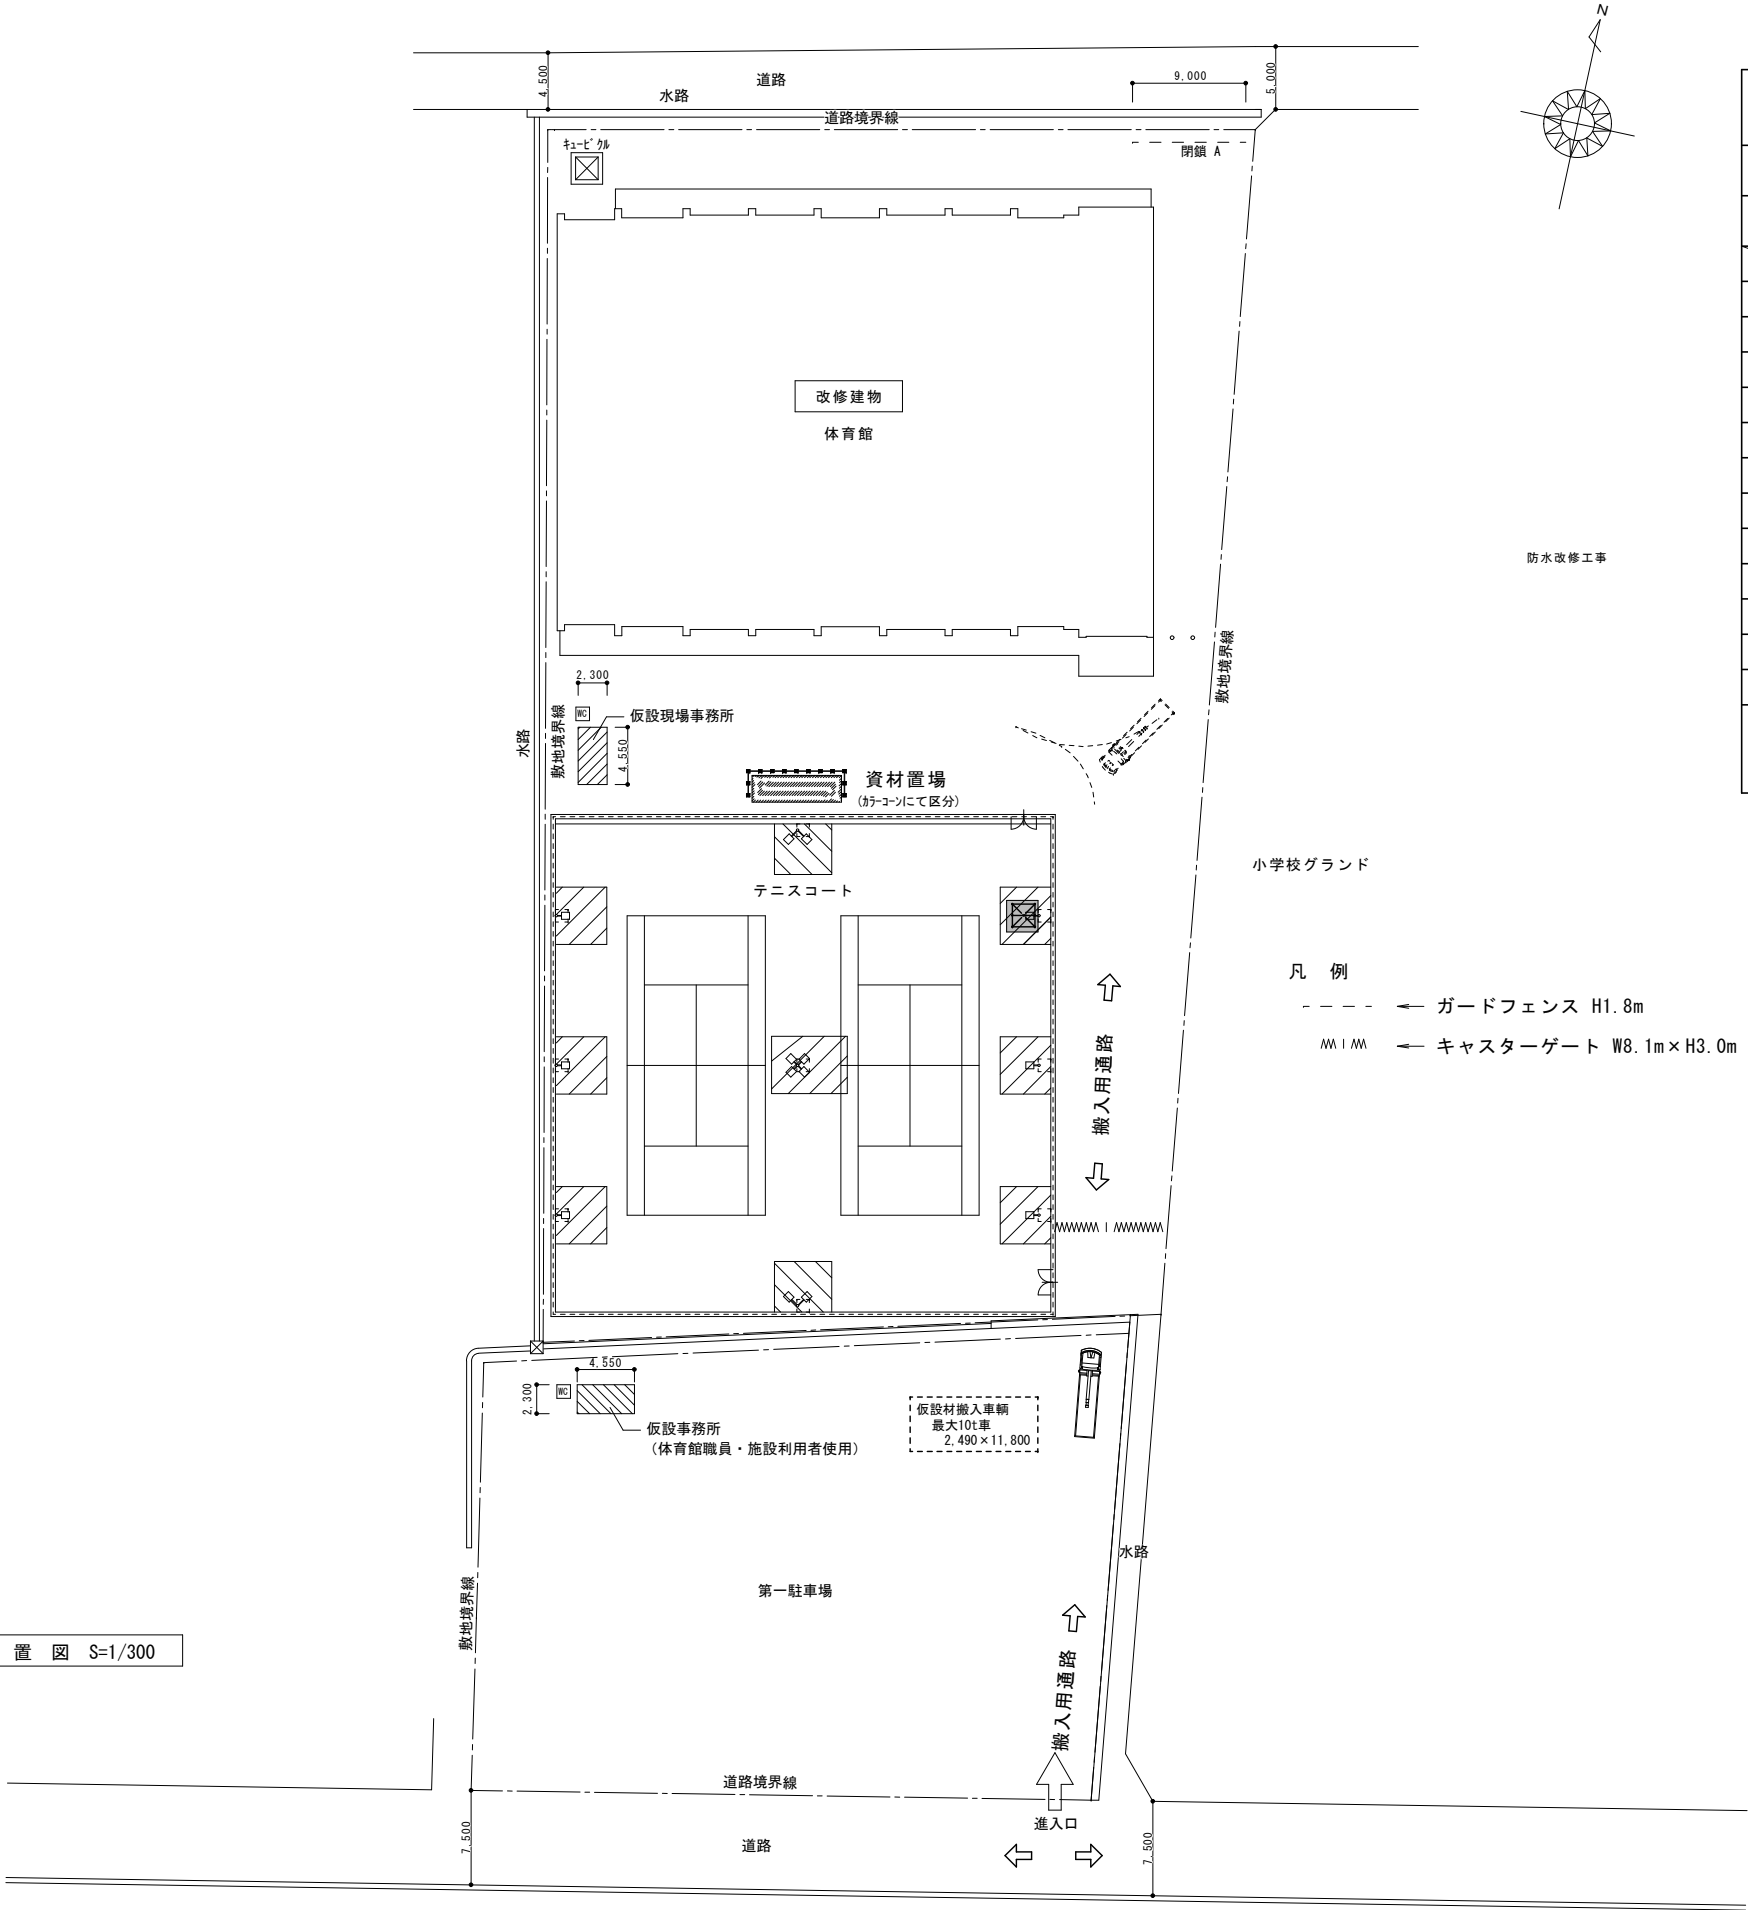 N
4,500
道路
9,000
5,000
水路
道路境界線
ｷｭｰﾋﾞｸﾙ
閉鎖 A
改修建物
体育館
防水改修工事
敷地境界線
2,300
WC
仮設現場事務所
4,550
水路
敷地境界線
資材置場
(ｶﾗｰｺｰﾝにて区分)
テニスコート
小学校グランド
凡 例
ガードフェンス H1.8m
キャスターゲート W8.1m×H3.0m
搬入用通路
4,550
2,300
WC
仮設事務所
(体育館職員・施設利用者使用)
仮設材搬入車輌
最大10t車
2,490×11,800
水路
第一駐車場
敷地境界線
置 図 S=1/300
搬入用通路
道路境界線
進入口
7,500
道路
7,500